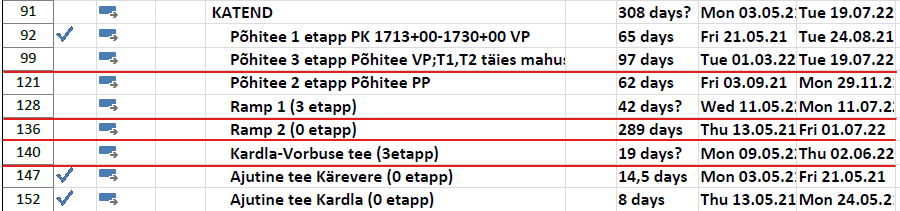 91 KATEND 308 days? Mon 03.05.21 Tue 19.07.22
92 Põhitee 1 etapp PK 1713+00-1730+00 VP 65 days Fri 21.05.21 Tue 24.08.21
99 Põhitee 3 etapp Põhitee VP;T1,T2 täies mahus 97 days Tue 01.03.22 Tue 19.07.22
121 Põhitee 2 etapp Põhitee PP 62 days Fri 03.09.21 Mon 29.11.21
128 Ramp 1 (3 etapp) 42 days? Wed 11.05.22 Mon 11.07.22
136 Ramp 2 (0 etapp) 289 days Thu 13.05.21 Fri 01.07.22
140 Kardla-Vorbuse tee (3etapp) 19 days? Mon 09.05.22 Thu 02.06.22
147 Ajutine tee Kärevere (0 etapp) 14,5 days Mon 03.05.21 Fri 21.05.21
152 Ajutine tee Kardla (0 etapp) 8 days Thu 13.05.21 Mon 24.05.21